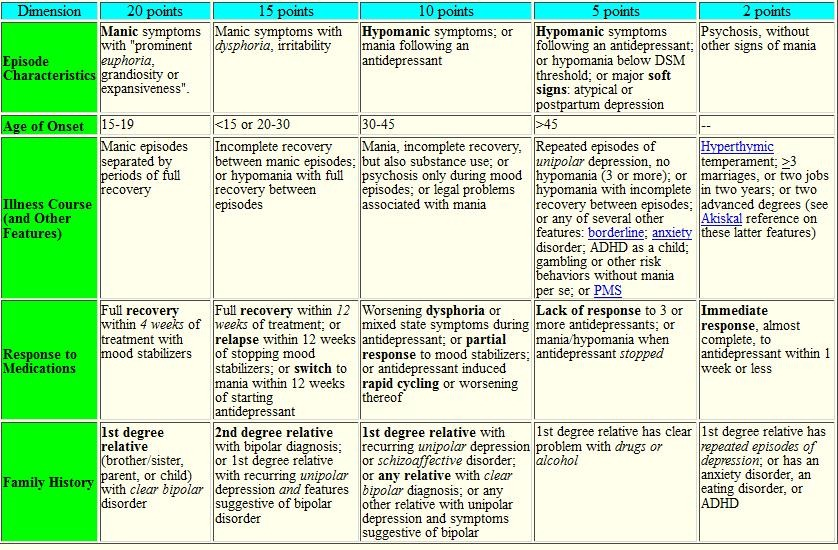 Dimension
20 points
15 points
10 points
5 points
2 points
Episode
Characteristics
Manic symptoms
with "prominent
euphoria,
grandiosity or
expansiveness".
Manic symptoms with
dysphoria, irritability
Hypomanic symptoms; or
mania following an
antidepressant
Hypomanic symptoms
following an antidepressant;
or hypomania below DSM
threshold; or major soft
signs: atypical or
postpartum depression
Psychosis, without
other signs of mania
Age of Onset
15-19
<15 or 20-30
30-45
>45
--
Illness Course
(and Other
Features)
Manic episodes
separated by
periods of full
recovery
Incomplete recovery
between manic episodes;
or hypomania with full
recovery between
episodes
Mania, incomplete recovery,
but also substance use; or
psychosis only during mood
episodes; or legal problems
associated with mania
Repeated episodes of
unipolar depression, no
hypomania (3 or more); or
hypomania with incomplete
recovery between episodes;
or any of several other
features: borderline; anxiety
disorder; ADHD as a child;
gambling or other risk
behaviors without mania
per se; or PMS
Hyperthymic
temperament; >3
marriages, or two jobs
in two years; or two
advanced degrees (see
Akiskal reference on
these latter features)
Response to
Medications
Full recovery
within 4 weeks of
treatment with
mood stabilizers
Full recovery within 12
weeks of treatment; or
relapse within 12 weeks
of stopping mood
stabilizers; or switch to
mania within 12 weeks
of starting
antidepressant
Worsening dysphoria or
mixed state symptoms during
antidepressant; or partial
response to mood stabilizers;
or antidepressant induced
rapid cycling or worsening
thereof
Lack of response to 3 or
more antidepressants; or
mania/hypomania when
antidepressant stopped
Immediate
response, almost
complete, to
antidepressant within 1
week or less
Family History
1st degree
relative
(brother/sister,
parent, or child)
with clear bipolar
disorder
2nd degree relative
with bipolar diagnosis;
or 1st degree relative
with recurring unipolar
depression and features
suggestive of bipolar
disorder
1st degree relative with
recurring unipolar depression
or schizoaffective disorder;
or any relative with clear
bipolar diagnosis; or any
other relative with unipolar
depression and symptoms
suggestive of bipolar
1st degree relative has clear
problem with drugs or
alcohol
1st degree relative has
repeated episodes of
depression; or has an
anxiety disorder, an
eating disorder, or
ADHD